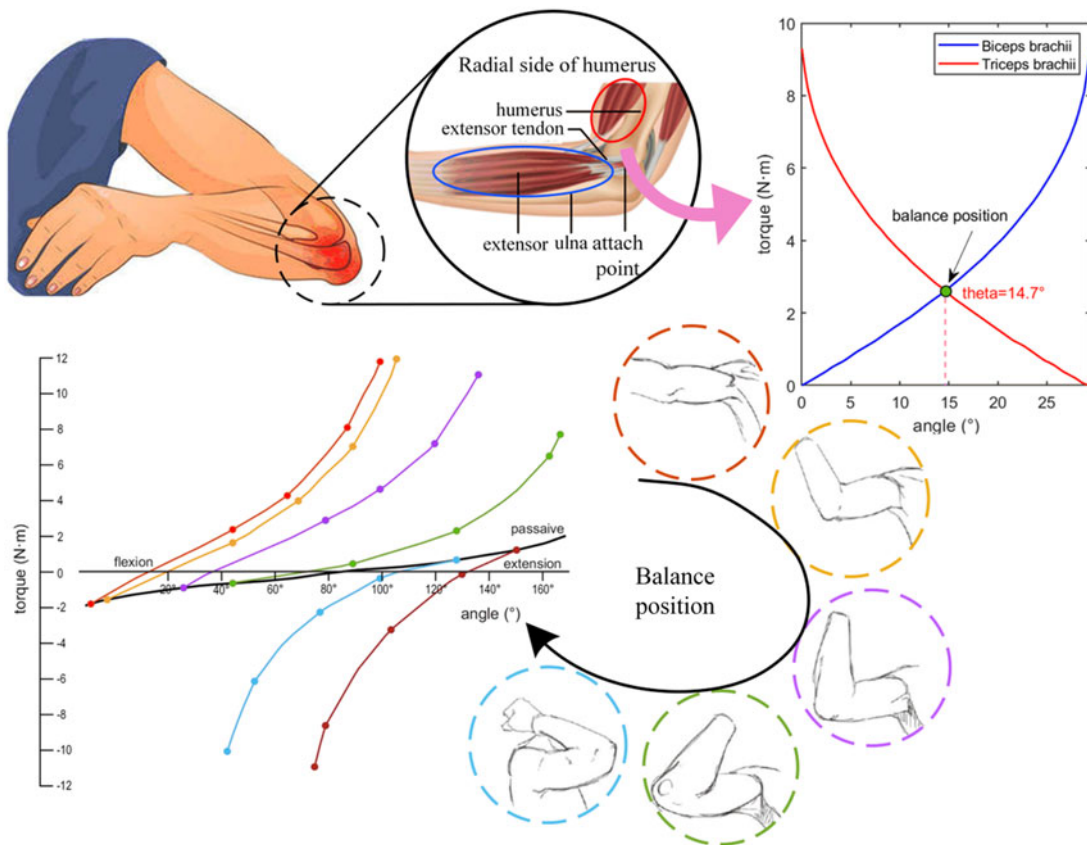 Radial side of humerus
humerus
extensor tendon
extensor ulna attach
point
10
8
6
4
2
0
torque (N·m)
Biceps brachii
Triceps brachii
balance position
theta=14.7°
0 5 10 15 20 25
angle (°)
12
10
8
6
4
2
0
-2
-4
-6
-8
-10
-12
torque (N·m)
flexion
passaive
extension
20° 40° 60° 80° 100° 120° 140° 160°
angle (°)
Balance
position